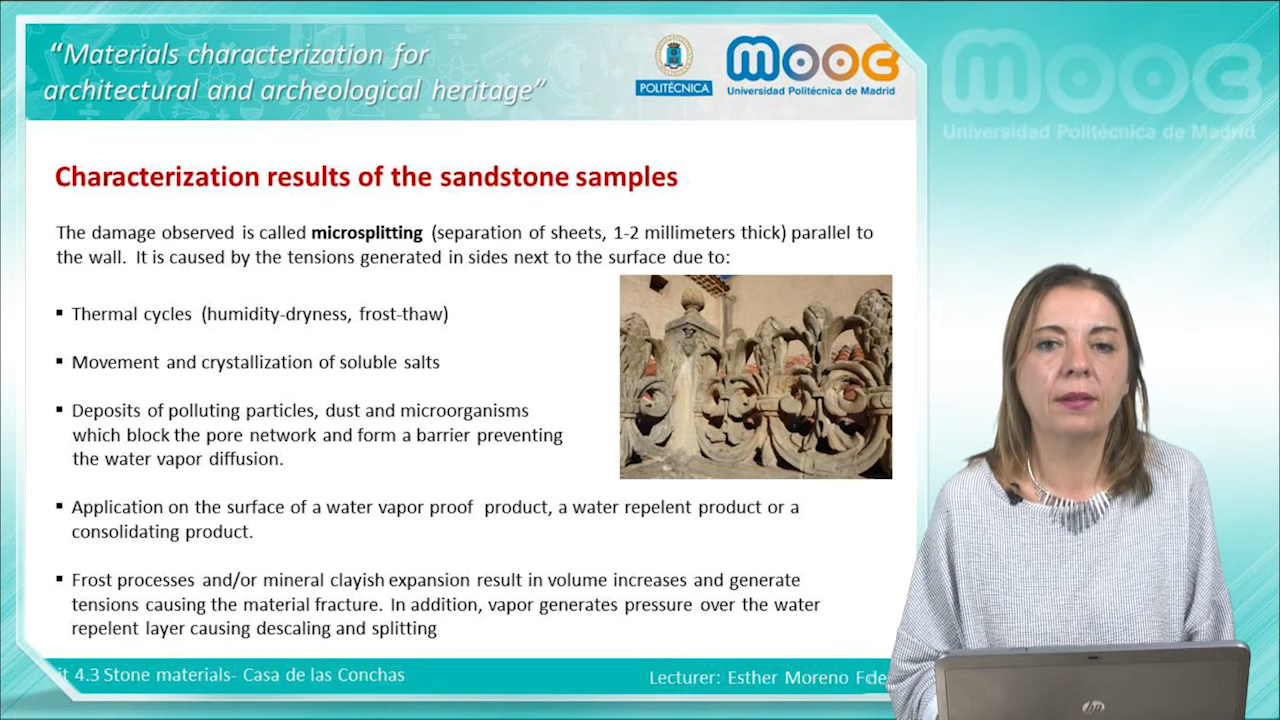 “Materials characterization for
architectural and archeological heritage”
POLITÉCNICA
mooc
Universidad Politécnica de Madrid
mooc
Universidad Politécnica de Madrid
Characterization results of the sandstone samples
The damage observed is called microsplitting (separation of sheets, 1-2 millimeters thick) parallel to
the wall. It is caused by the tensions generated in sides next to the surface due to:
▪ Thermal cycles (humidity-dryness, frost-thaw)
▪ Movement and crystallization of soluble salts
▪ Deposits of polluting particles, dust and microorganisms
which block the pore network and form a barrier preventing
the water vapor diffusion.
▪ Application on the surface of a water vapor proof product, a water repelent product or a
consolidating product.
▪ Frost processes and/or mineral clayish expansion result in volume increases and generate
tensions causing the material fracture. In addition, vapor generates pressure over the water
repelent layer causing descaling and splitting
it 4.3 Stone materials- Casa de las Conchas
Lecturer: Esther Moreno
hp